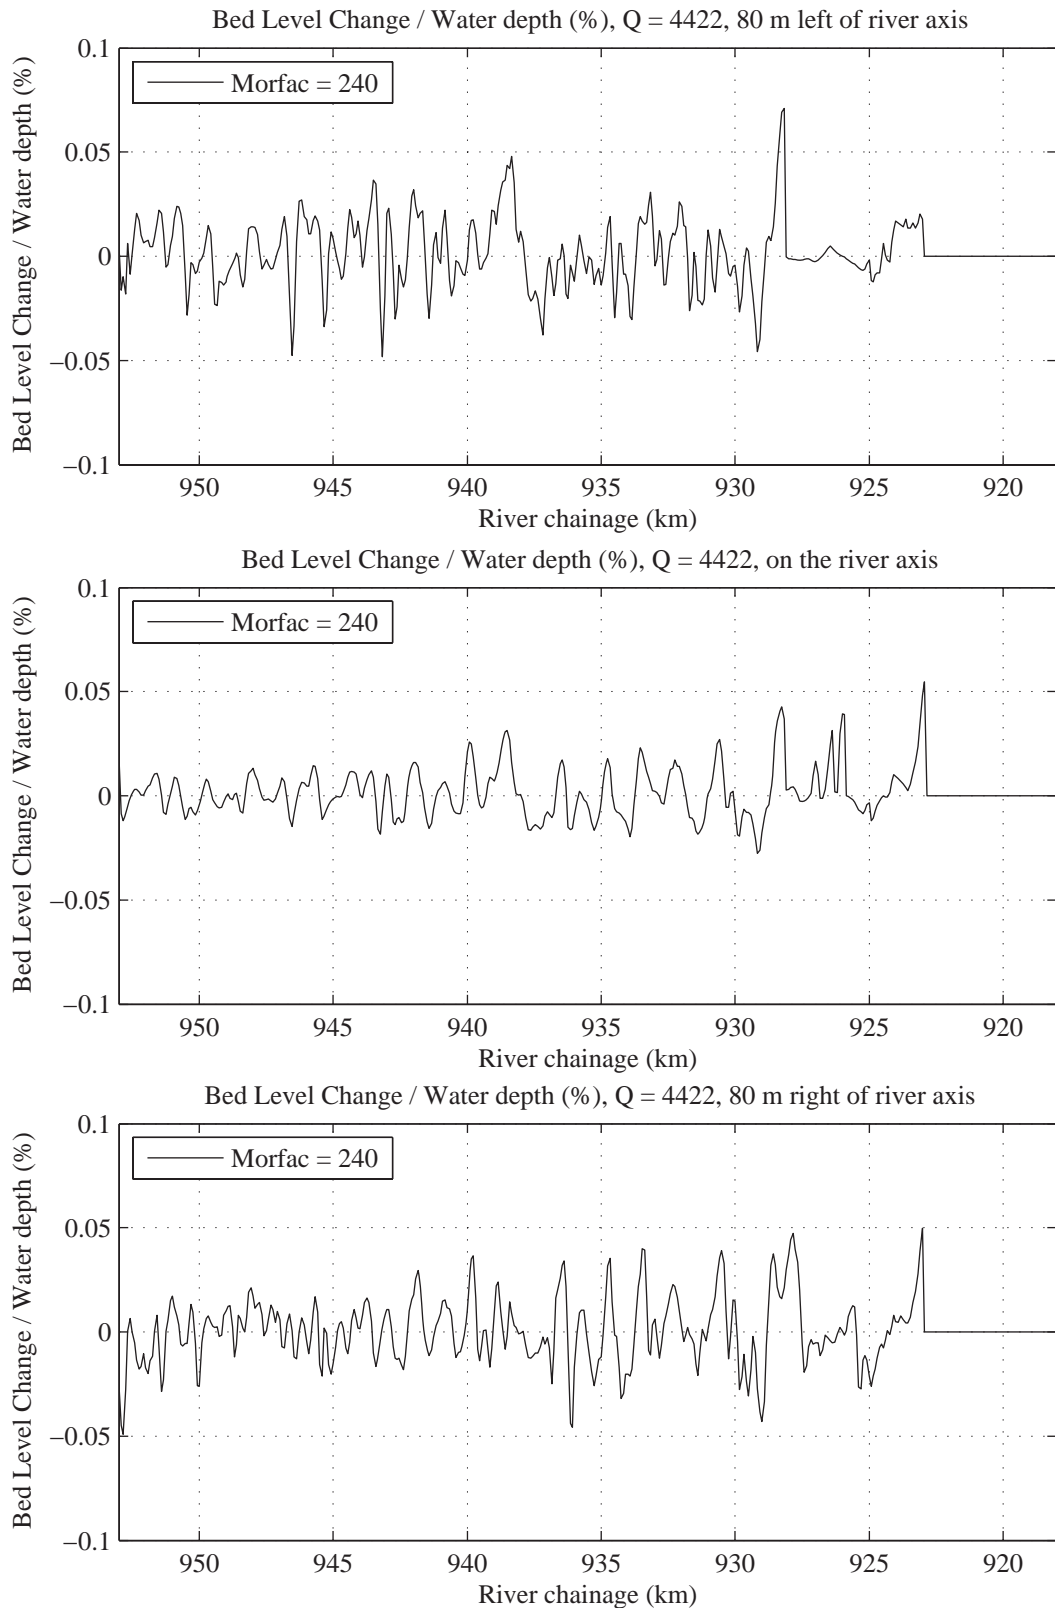 Bed Level Change / Water depth (%), Q = 4422, 80 m left of river axis
Bed Level Change / Water depth (%)
0.1
0.05
0
−0.05
−0.1
Morfac = 240
950 945 940 935 930 925 920
River chainage (km)
Bed Level Change / Water depth (%), Q = 4422, on the river axis
Bed Level Change / Water depth (%)
0.1
0.05
0
−0.05
−0.1
Morfac = 240
950 945 940 935 930 925 920
River chainage (km)
Bed Level Change / Water depth (%), Q = 4422, 80 m right of river axis
Bed Level Change / Water depth (%)
0.1
0.05
0
−0.05
−0.1
Morfac = 240
950 945 940 935 930 925 920
River chainage (km)